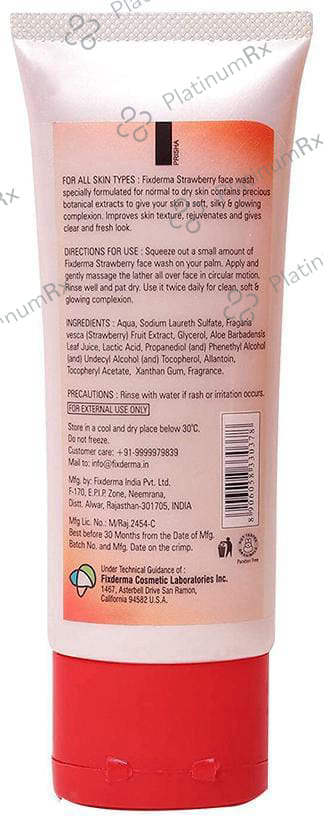 PlatinumRx
PRISHA
FOR ALL SKIN TYPES : Fixderma Strawberry face wash
specially formulated for normal to dry skin contains precious
botanical extracts to give your skin a soft, silky & glowing
complexion. Improves skin texture, rejuvenates and gives
clear and fresh look.
DIRECTIONS FOR USE : Squeeze out a small amount of
Fixderma Strawberry face wash on your palm. Apply and
gently massage the lather all over face in circular motion.
Rinse well and pat dry. Use it twice daily for clean, soft &
glowing complexion.
INGREDIENTS : Aqua, Sodium Laureth Sulfate, Fragaria
vesca (Strawberry) Fruit Extract, Glycerol, Aloe Barbadensis
Leaf Juice, Lactic Acid, Propanediol (and) Phenethyl Alcohol
(and) Undecyl Alcohol (and) Tocopherol, Allantoin,
Tocopheryl Acetate, Xanthan Gum, Fragrance.
PRECAUTIONS : Rinse with water if rash or irritation occurs.
FOR EXTERNAL USE ONLY
Store in a cool and dry place below 30°C.
Do not freeze.
Customer care : +91-9999979839
Mail to: info@fixderma.in
Mfg. by: Fixderma India Pvt. Ltd.
F-170, E.P.I.P. Zone, Neemrana,
Distt. Alwar, Rajasthan-301705, INDIA
Mfg Lic. No.: M/Raj.2454-C
Best before 30 Months from the Date of Mfg.
Batch No. and Mfg. Date on the crimp.
Paraben Free
Under Technical Guidance of :
Fixderma Cosmetic Laboratories Inc.
1467, Asterbell Drive San Ramon,
California 94582 U.S.A.